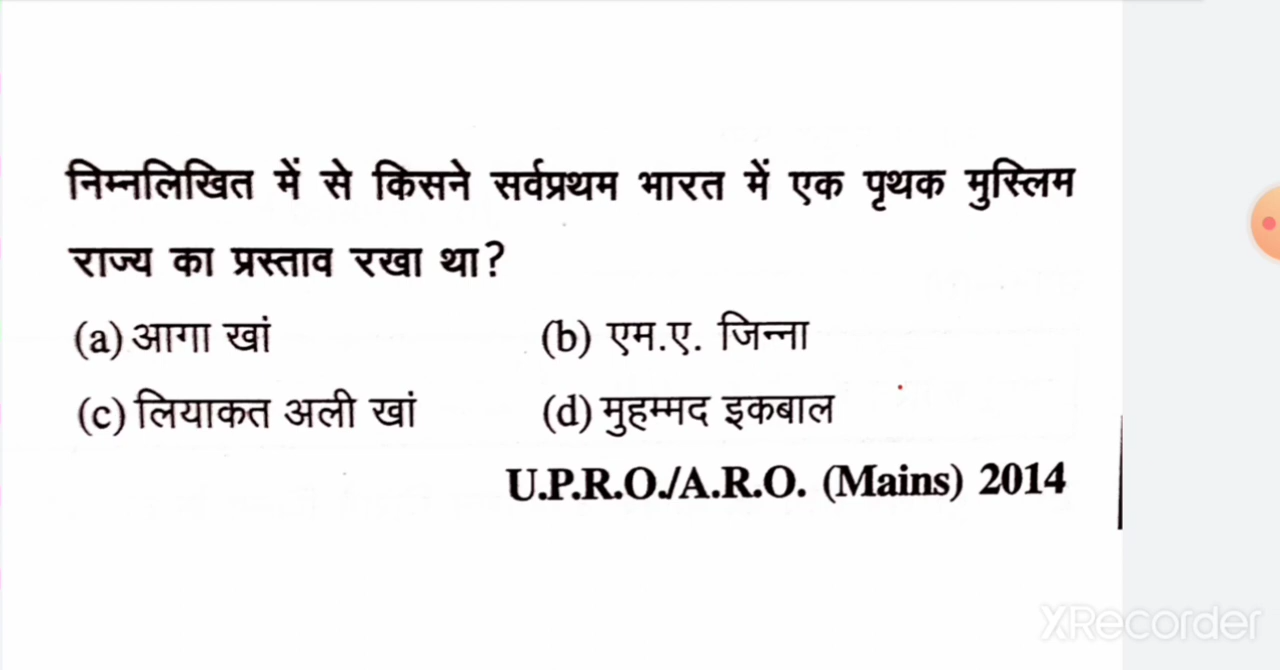 निम्नलिखित में से किसने सर्वप्रथम भारत में एक पृथक मुस्लिम
राज्य का प्रस्ताव रखा था?
(a) आगा खां (b) एम.ए. जिन्ना
(c) लियाकत अली खां (d) मुहम्मद इकबाल
U.P.R.O./A.R.O. (Mains) 2014
XRecorder